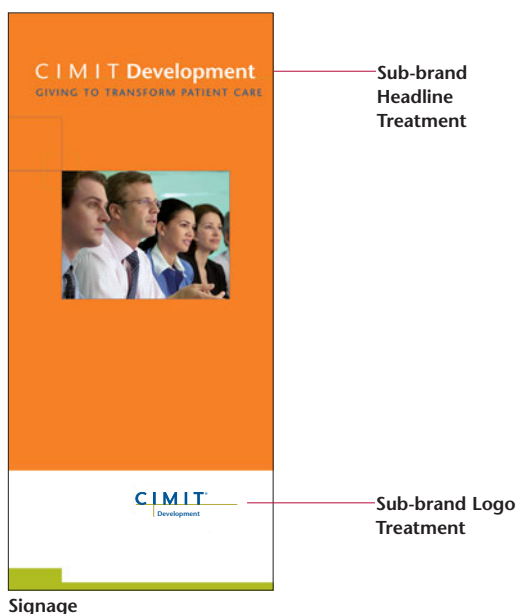 CIMIT Development
GIVING TO TRANSFORM PATIENT CARE
Sub-brand
Headline
Treatment
CIMIT
Development
Sub-brand Logo
Treatment
Signage